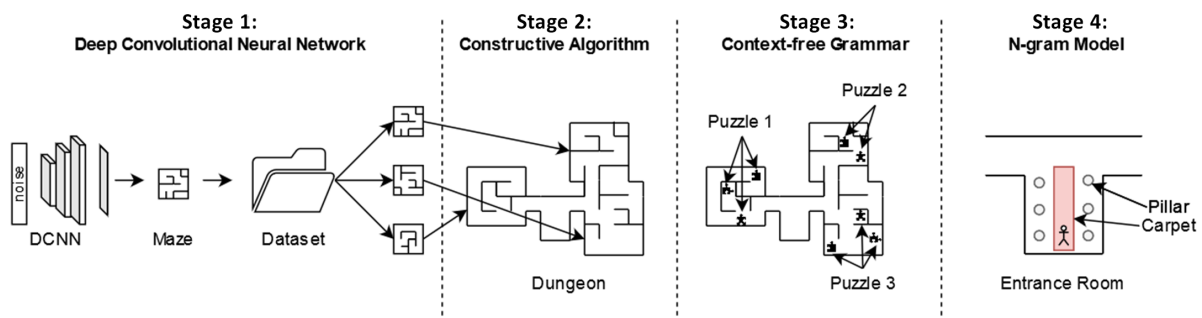 Stage 1:
Deep Convolutional Neural Network
noise
DCNN
Maze
Dataset
Stage 2:
Constructive Algorithm
Dungeon
Stage 3:
Context-free Grammar
Puzzle 1
Puzzle 2
Puzzle 3
Stage 4:
N-gram Model
Pillar
Carpet
Entrance Room